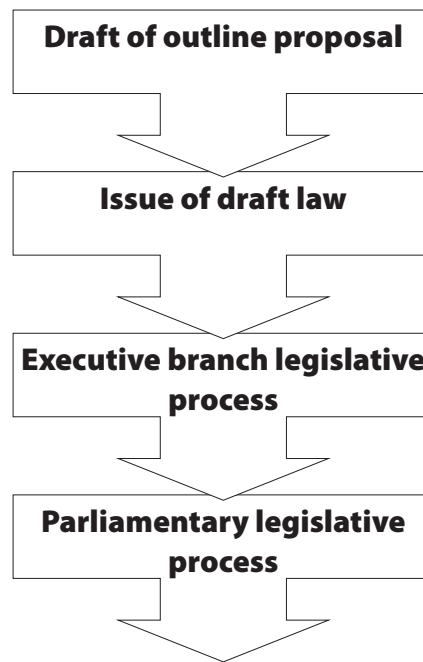 Draft of outline proposal
Issue of draft law
Executive branch legislative
process
Parliamentary legislative
process